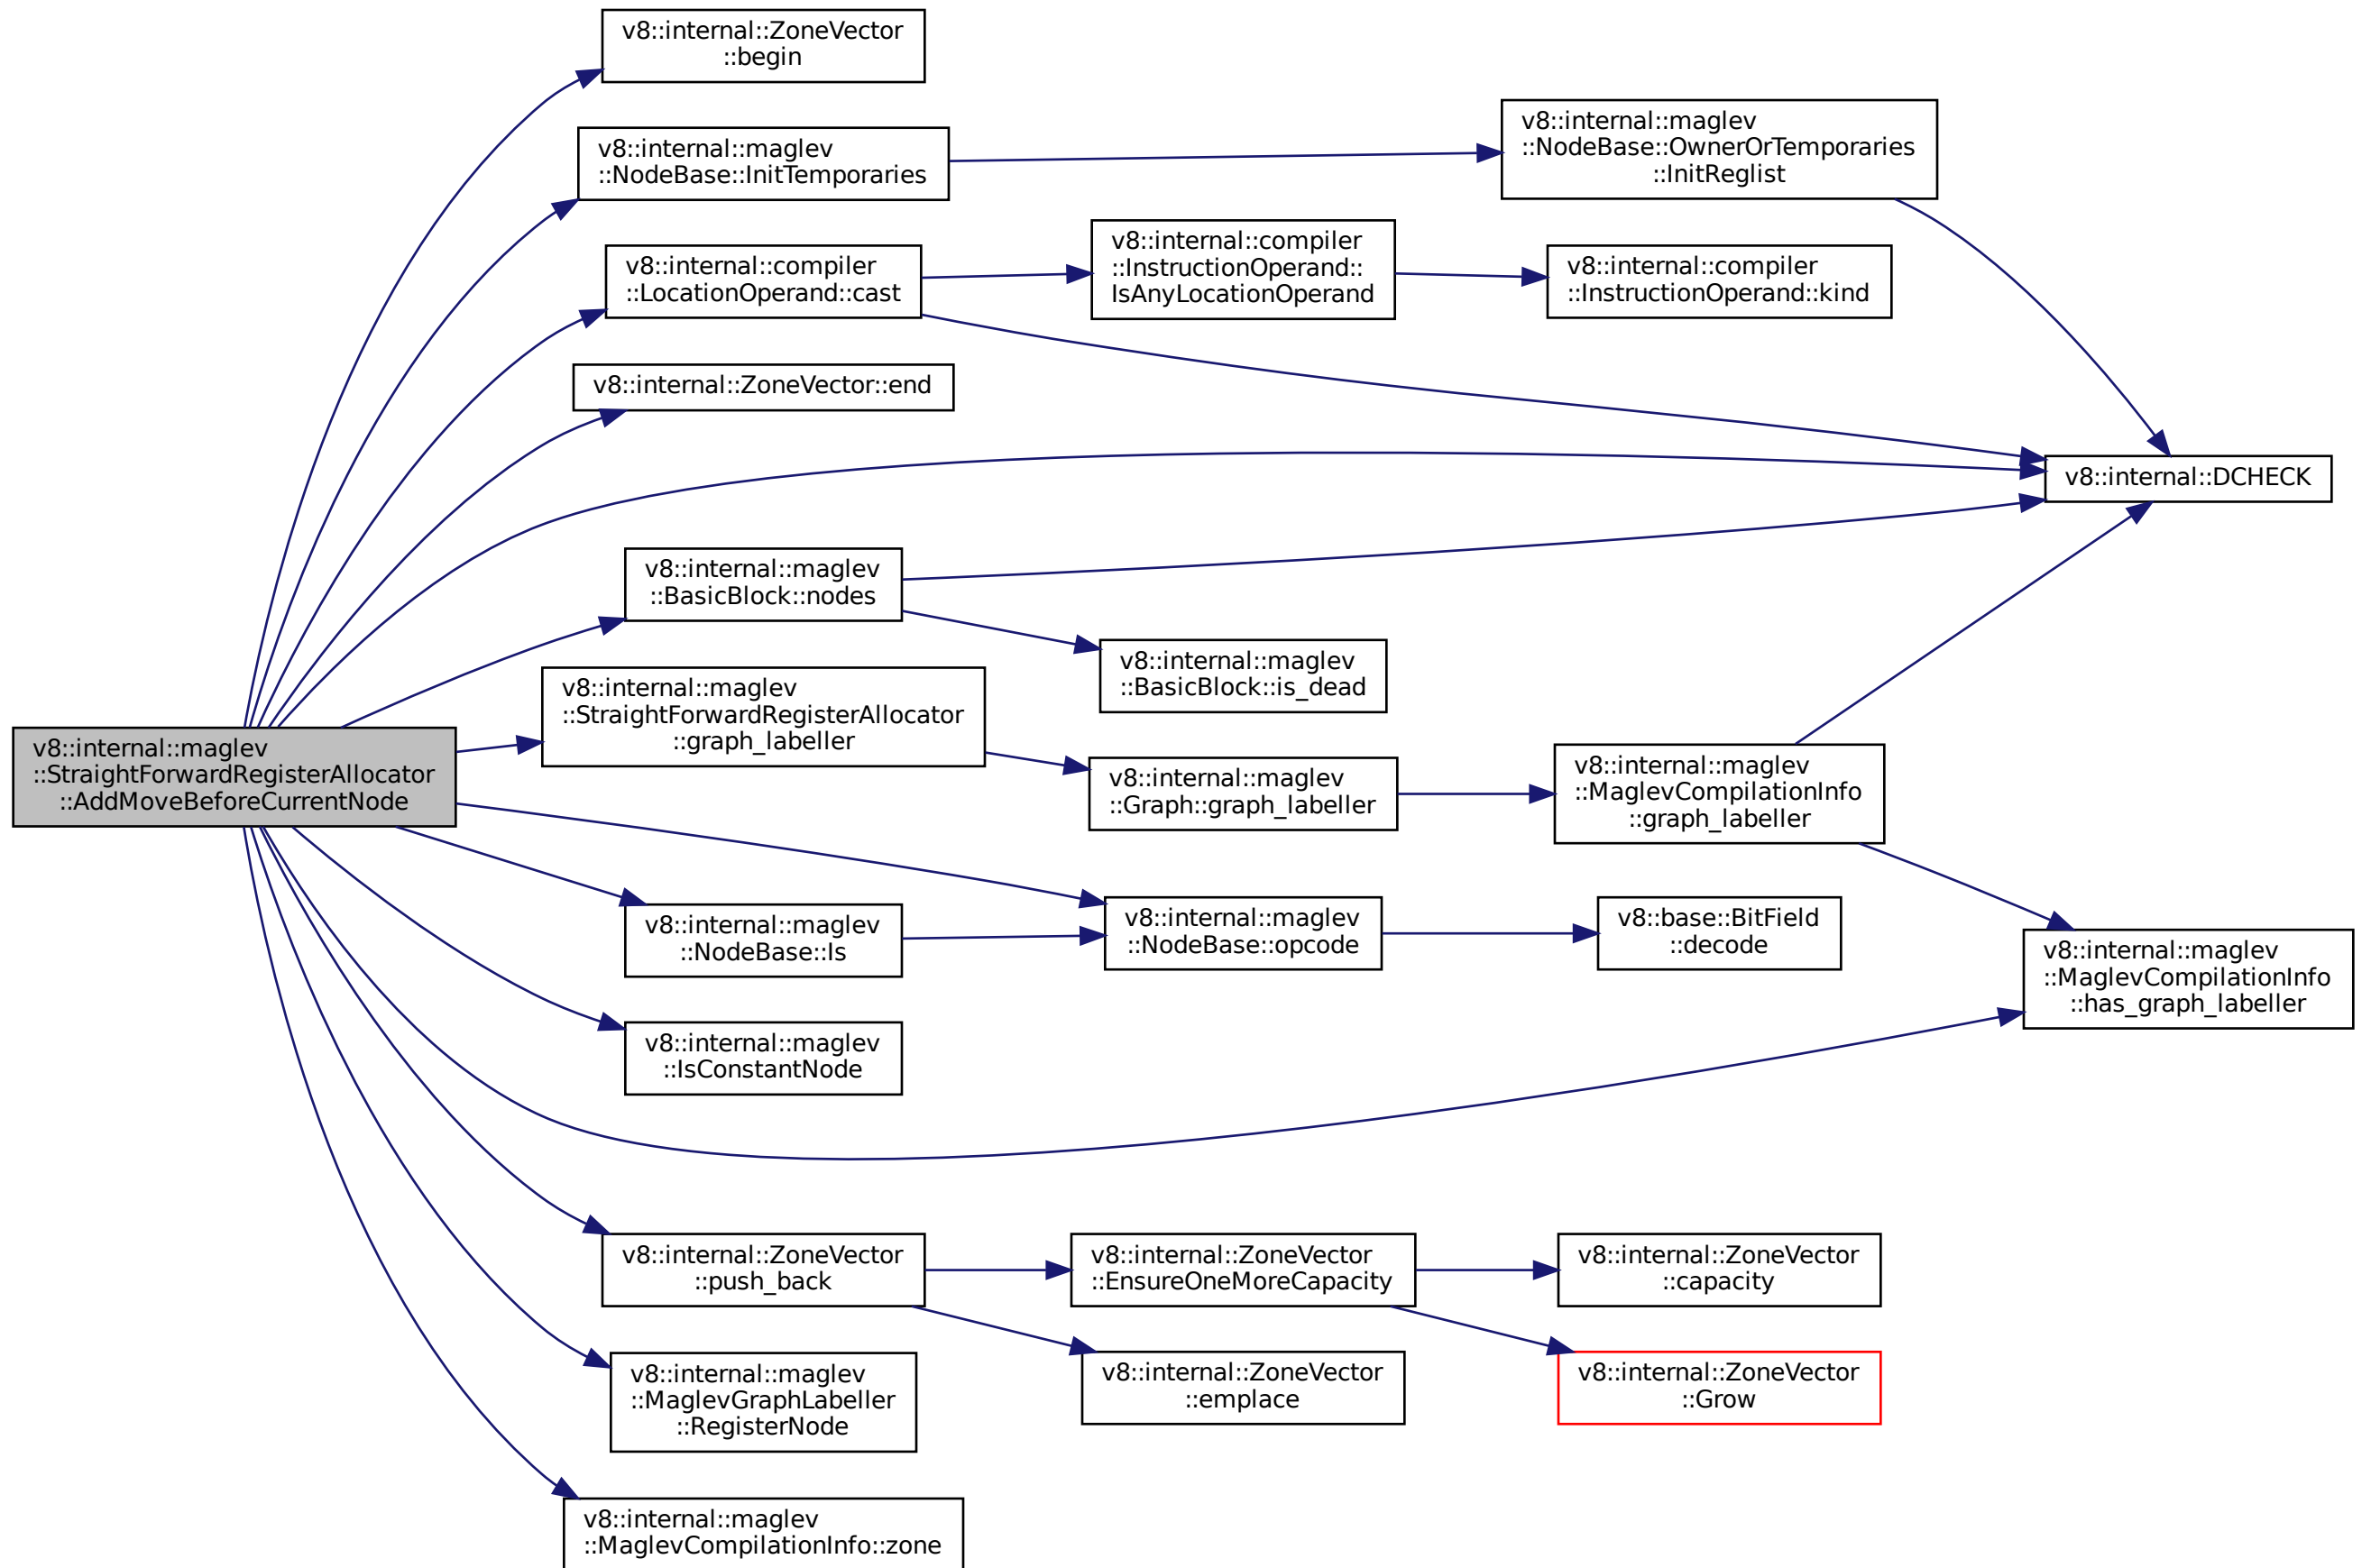 v8::internal::ZoneVector
::begin
v8::internal::maglev
::NodeBase::OwnerOrTemporaries
::InitReglist
v8::internal::maglev
::NodeBase::InitTemporaries
v8::internal::compiler
::InstructionOperand::
IsAnyLocationOperand
v8::internal::compiler
::LocationOperand::cast
v8::internal::compiler
::InstructionOperand::kind
v8::internal::ZoneVector::end
v8::internal::DCHECK
v8::internal::maglev
::BasicBlock::nodes
v8::internal::maglev
::BasicBlock::is_dead
v8::internal::maglev
::StraightForwardRegisterAllocator
::graph_labeller
v8::internal::maglev
::StraightForwardRegisterAllocator
::AddMoveBeforeCurrentNode
v8::internal::maglev
::Graph::graph_labeller
v8::internal::maglev
::MaglevCompilationInfo
::graph_labeller
v8::internal::maglev
::NodeBase::Is
v8::internal::maglev
::NodeBase::opcode
v8::base::BitField
::decode
v8::internal::maglev
::MaglevCompilationInfo
::has_graph_labeller
v8::internal::maglev
::IsConstantNode
v8::internal::ZoneVector
::push_back
v8::internal::ZoneVector
::EnsureOneMoreCapacity
v8::internal::ZoneVector
::capacity
v8::internal::maglev
::MaglevGraphLabeller
::RegisterNode
v8::internal::ZoneVector
::emplace
v8::internal::ZoneVector
::Grow
v8::internal::maglev
::MaglevCompilationInfo::zone